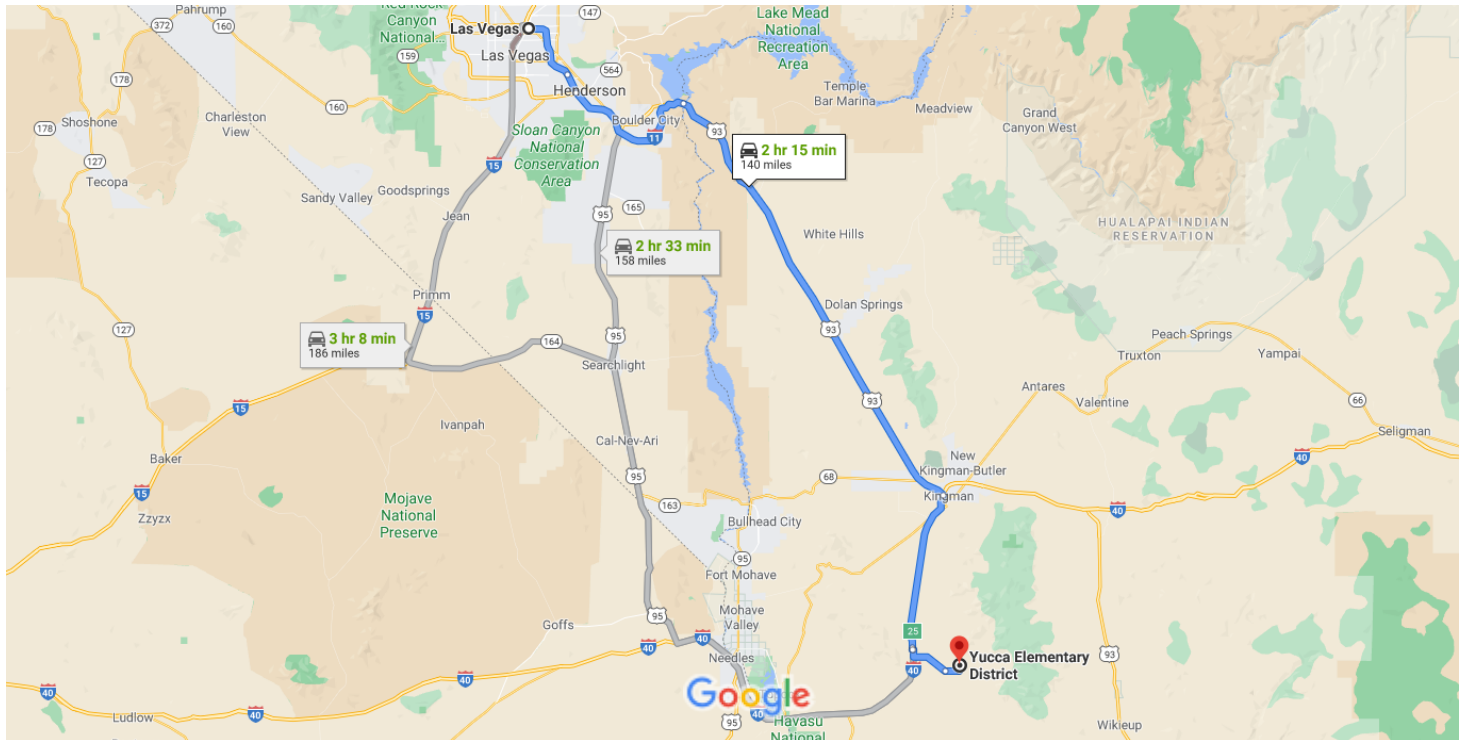 Pahrump
372
160
Red Rock
Canyon
National...
147
Las Vegas
Las Vegas
159
564
Lake Mead
National
Recreation
Area
178
Charleston
View
160
Henderson
Temple
Bar Marina
Meadview
178
Shoshone
Boulder City
11
93
Grand
Canyon West
127
Tecopa
Sloan Canyon
National
Conservation
Area
15
2 hr 15 min
140 miles
Sandy Valley
Goodsprings
Jean
95
165
White Hills
HUALAPAI INDIAN
RESERVATION
2 hr 33 min
158 miles
Primm
15
Dolan Springs
127
3 hr 8 min
186 miles
164
95
93
Peach Springs
Truxton
Yampai
Searchlight
15
Antares
Valentine
66
93
Ivanpah
Cal-Nev-Ari
Seligman
Baker
New
Kingman-Butler
40
15
95
68
Kingman
Mojave
National
Preserve
163
40
Zzyzx
Bullhead City
95
Fort Mohave
Goffs
95
Mohave
Valley
25
40
40
Needles
40
Yucca Elementary
District
93
40
40
Google
Ludlow
40
95
40
Havasu
National
Wikieup